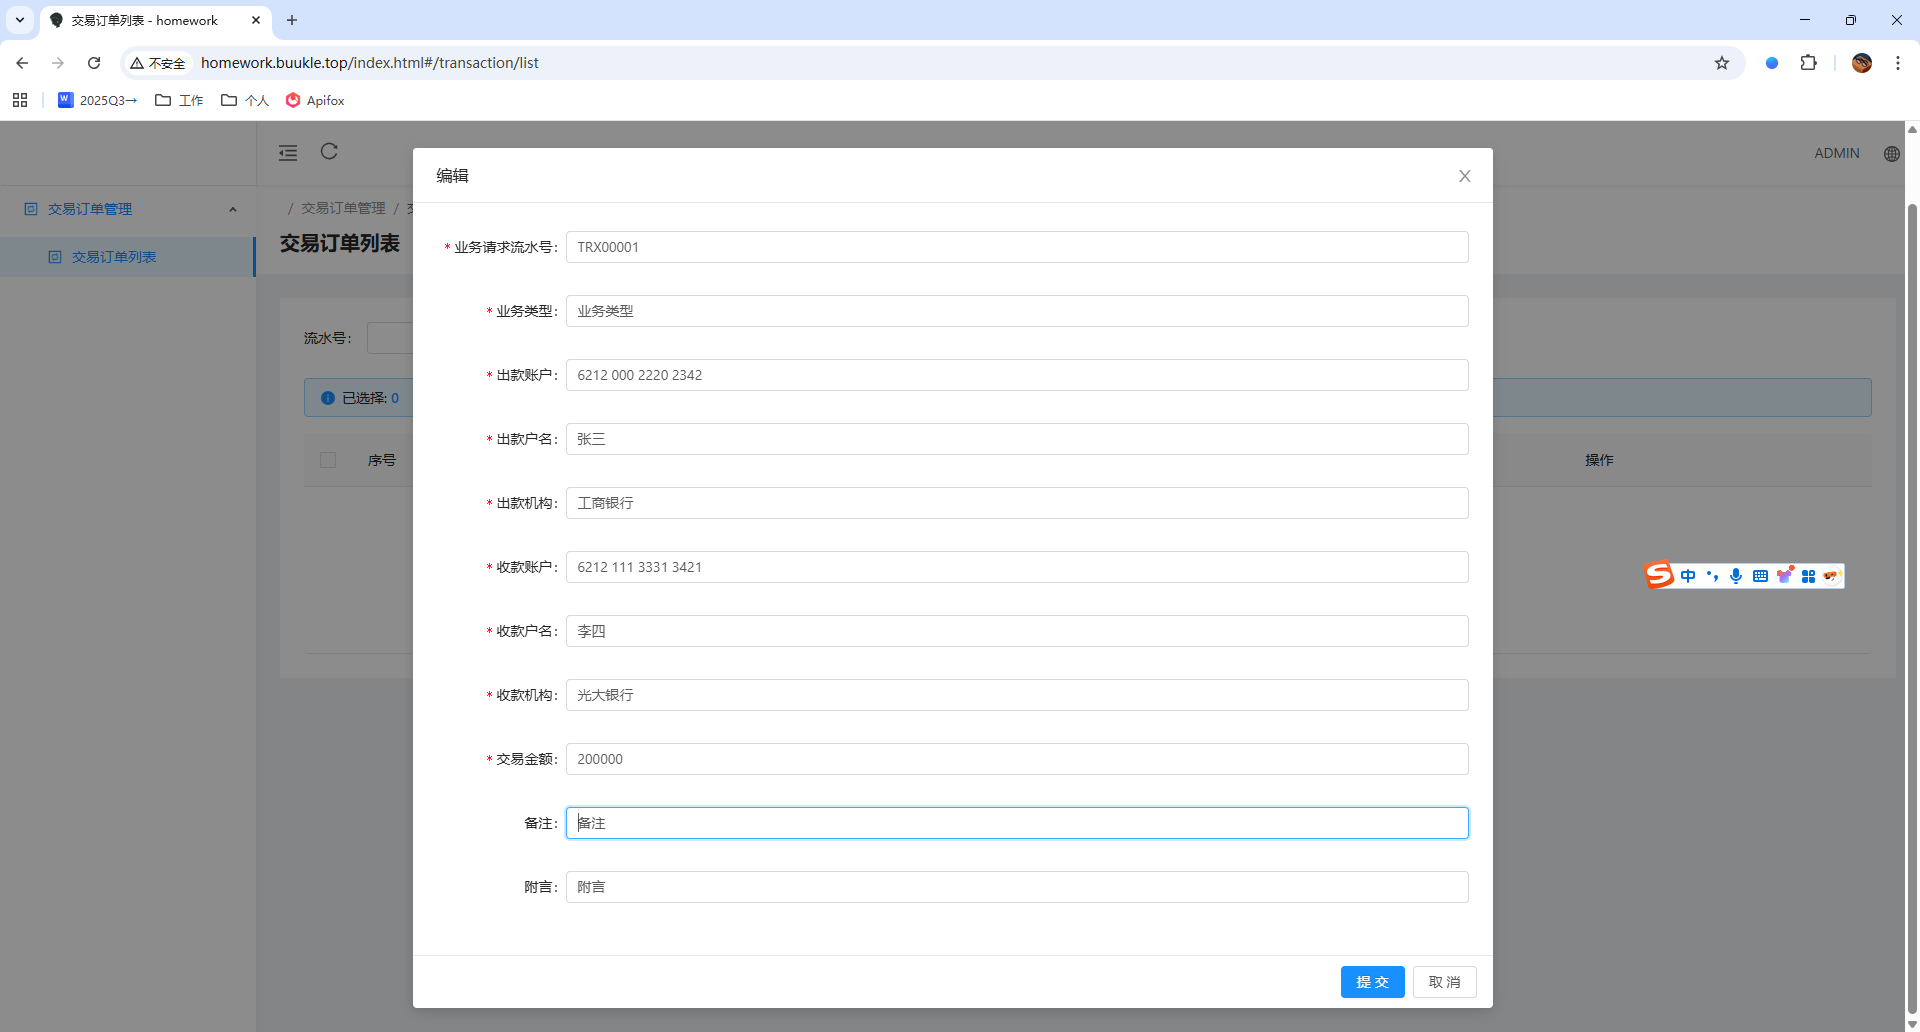 交易订单列表 - homework
不安全
homework.buukle.top/index.html#/transaction/list
2025Q3→
工作
个人
Apifox
ADMIN
交易订单管理
交易订单列表
/ 交易订单管理 /
交易订单列表
流水号:
已选择: 0
序号
操作
编辑
* 业务请求流水号: TRX00001
* 业务类型: 业务类型
* 出款账户: 6212 000 2220 2342
* 出款户名: 张三
* 出款机构: 工商银行
* 收款账户: 6212 111 3331 3421
* 收款户名: 李四
* 收款机构: 光大银行
* 交易金额: 200000
备注: 备注
附言: 附言
提 交
取 消
中